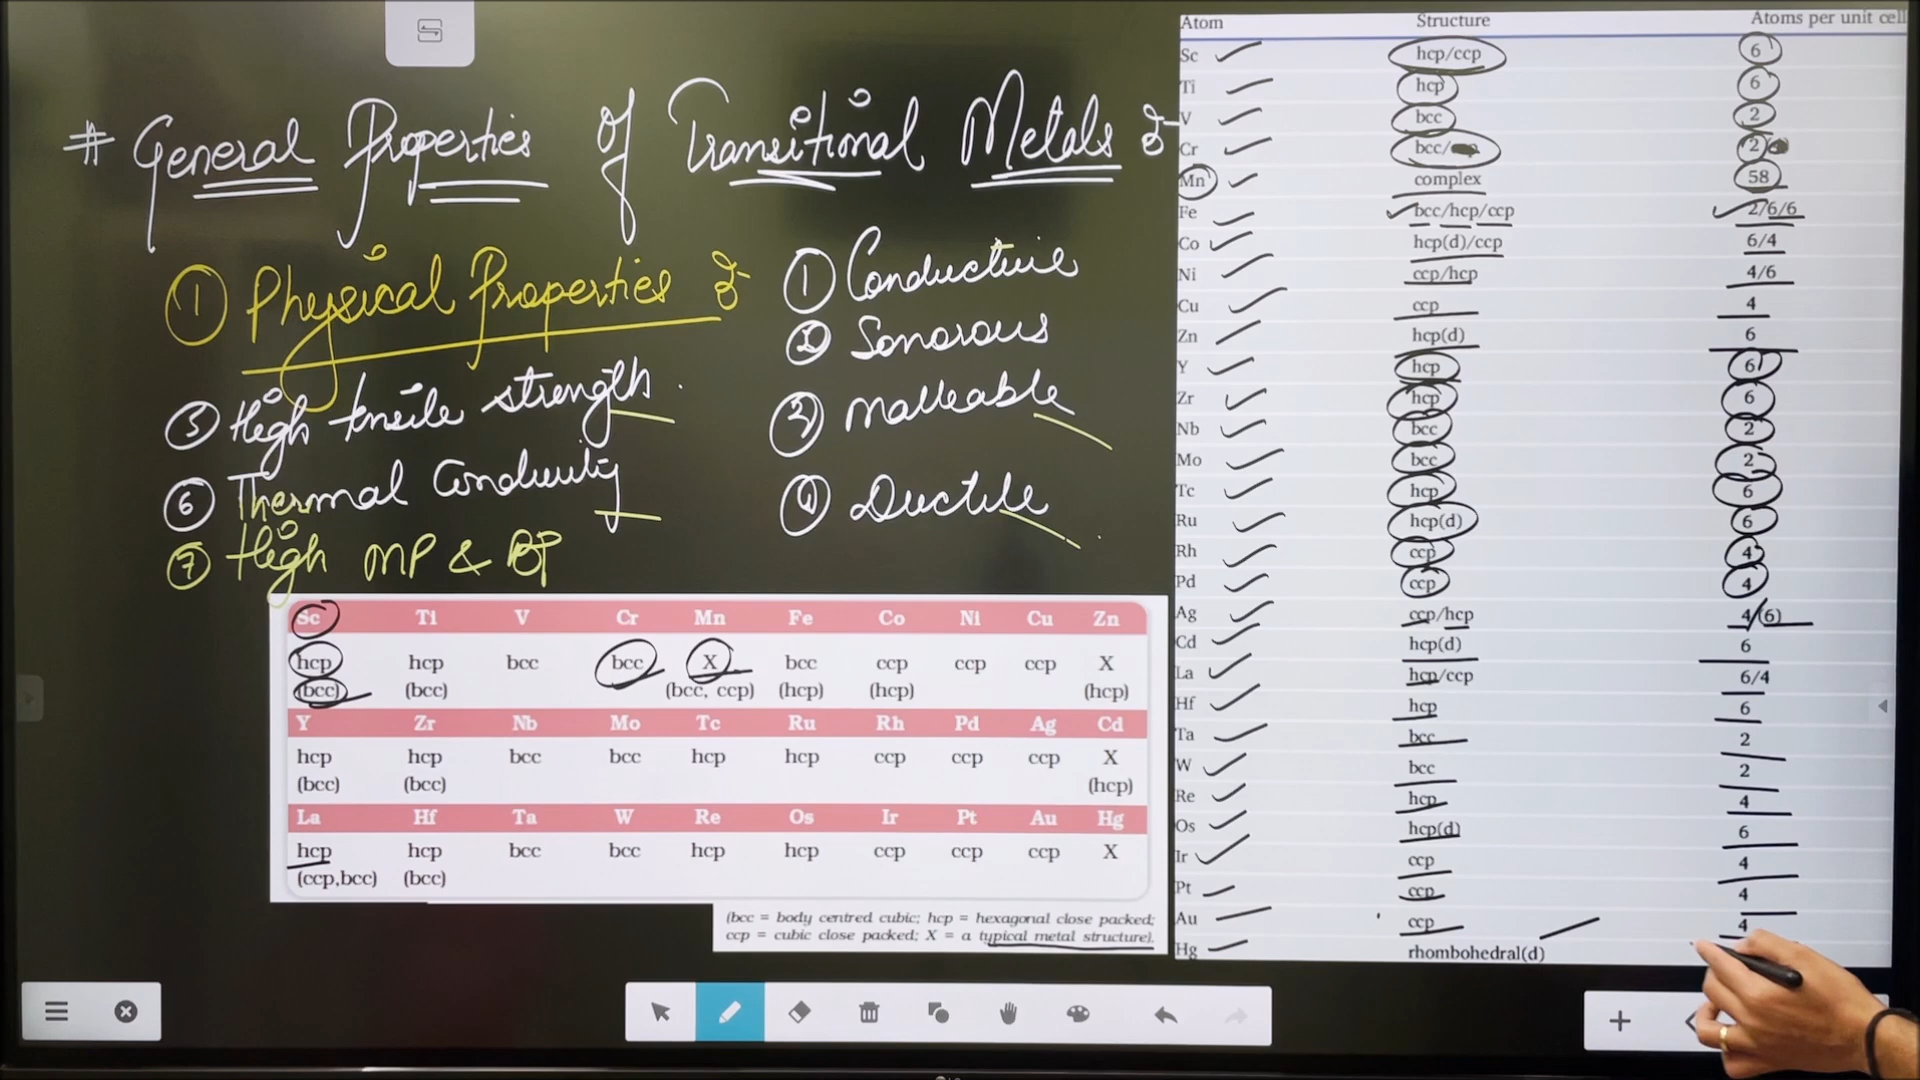 # General Properties of Transitional Metals :-
① Physical Properties :-
① Conductive
② Sonorous
③ Malleable
④ Ductile
⑤ High tensile strength.
⑥ Thermal Conducity
⑦ High MP & BP
Sc Ti V Cr Mn Fe Co Ni Cu Zn
hcp hcp bcc bcc X bcc ccp ccp ccp X
(bcc) (bcc) (bcc, ccp) (hcp) (hcp) (hcp)
Y Zr Nb Mo Tc Ru Rh Pd Ag Cd
hcp hcp bcc bcc hcp hcp ccp ccp ccp X
(bcc) (bcc) (hcp)
La Hf Ta W Re Os Ir Pt Au Hg
hcp hcp bcc bcc hcp hcp ccp ccp ccp X
(ccp,bcc) (bcc)
(bcc = body centred cubic; hcp = hexagonal close packed;
ccp = cubic close packed; X = a typical metal structure).
Atom Structure Atoms per unit cell
Sc hcp/ccp 6
Ti hcp 6
V bcc 2
Cr bcc/ 2
Mn complex 58
Fe bcc/hcp/ccp 2/6/6
Co hcp(d)/ccp 6/4
Ni ccp/hcp 4/6
Cu ccp 4
Zn hcp(d) 6
Y hcp 6
Zr hcp 6
Nb bcc 2
Mo bcc 2
Tc hcp 6
Ru hcp(d) 6
Rh ccp 4
Pd ccp 4
Ag ccp/hcp 4/(6)
Cd hcp(d) 6
La hcp/ccp 6/4
Hf hcp 6
Ta bcc 2
W bcc 2
Re hcp 4
Os hcp(d) 6
Ir ccp 4
Pt ccp 4
Au ccp 4
Hg rhombohedral(d)